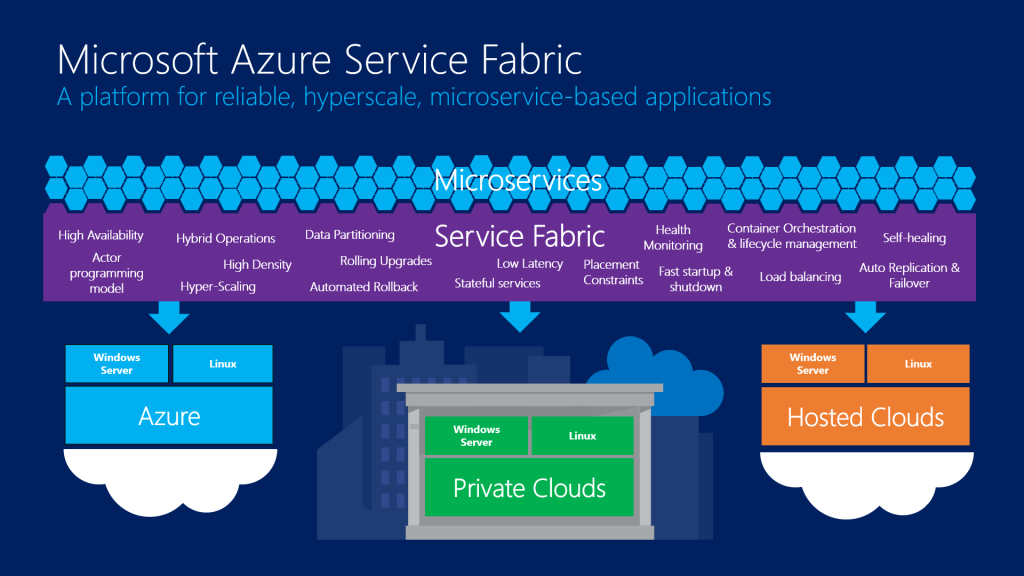 Microsoft Azure Service Fabric
A platform for reliable, hyperscale, microservice-based applications
Microservices
Service Fabric
High Availability
Hybrid Operations
Data Partitioning
Health
Monitoring
Container Orchestration
& lifecycle management
Self-healing
Actor
programming
model
High Density
Rolling Upgrades
Low Latency
Placement
Constraints
Fast startup &
shutdown
Load balancing
Auto Replication &
Failover
Hyper-Scaling
Automated Rollback
Stateful services
Windows
Server
Linux
Azure
Windows
Server
Linux
Private Clouds
Windows
Server
Linux
Hosted Clouds